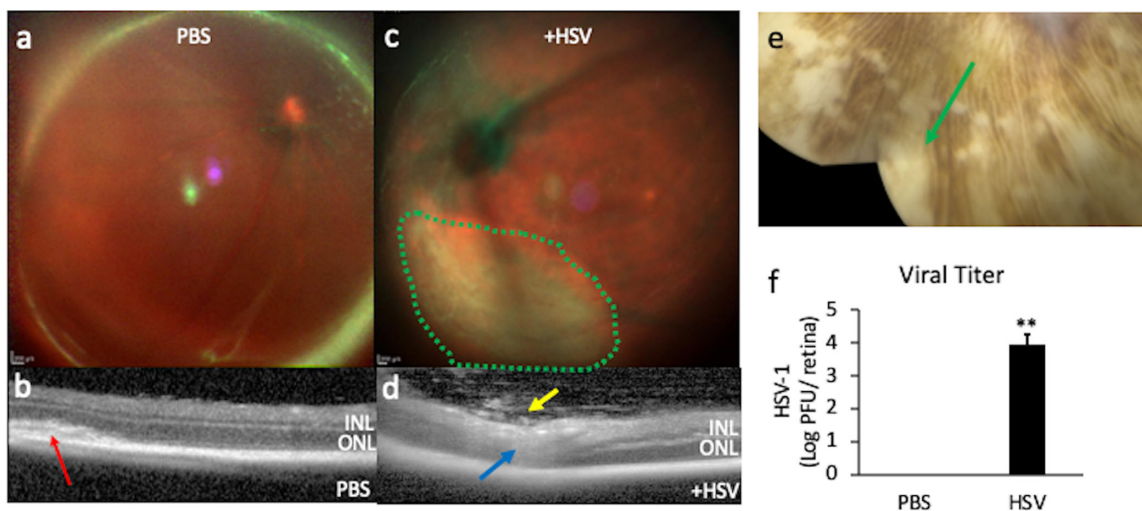 a
PBS
b
INL
ONL
PBS
c
+HSV
d
INL
ONL
+HSV
e
f
Viral Titer
HSV-1
(Log PFU/ retina)
5
4
3
2
1
0
**
PBS
HSV